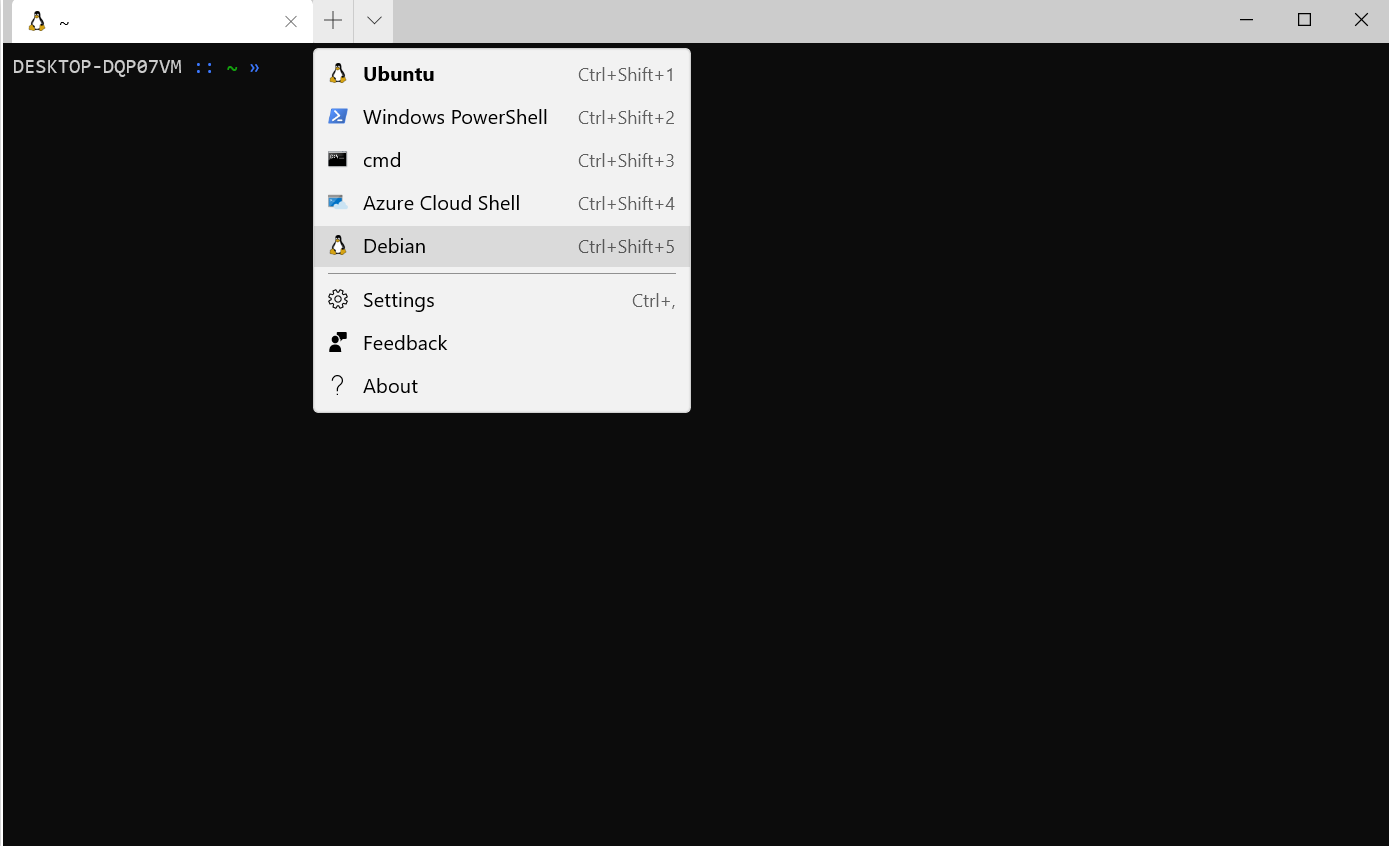 ~
DESKTOP-DQP07VM :: ~ »
Ubuntu Ctrl+Shift+1
Windows PowerShell Ctrl+Shift+2
cmd Ctrl+Shift+3
Azure Cloud Shell Ctrl+Shift+4
Debian Ctrl+Shift+5
Settings Ctrl+,
Feedback
About